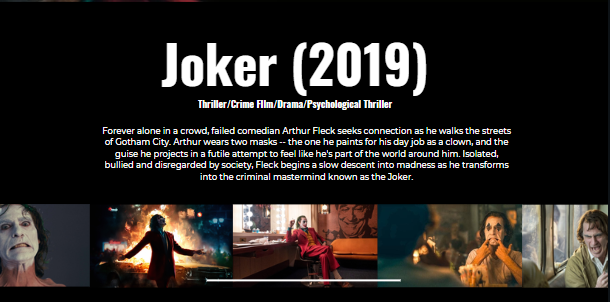 Joker (2019)
Thriller/Crime FIlm/Drama/Psychological Thriller
Forever alone in a crowd, failed comedian Arthur Fleck seeks connection as he walks the streets
of Gotham City. Arthur wears two masks -- the one he paints for his day job as a clown, and the
guise he projects in a futile attempt to feel like he's part of the world around him. Isolated,
bullied and disregarded by society, Fleck begins a slow descent into madness as he transforms
into the criminal mastermind known as the Joker.